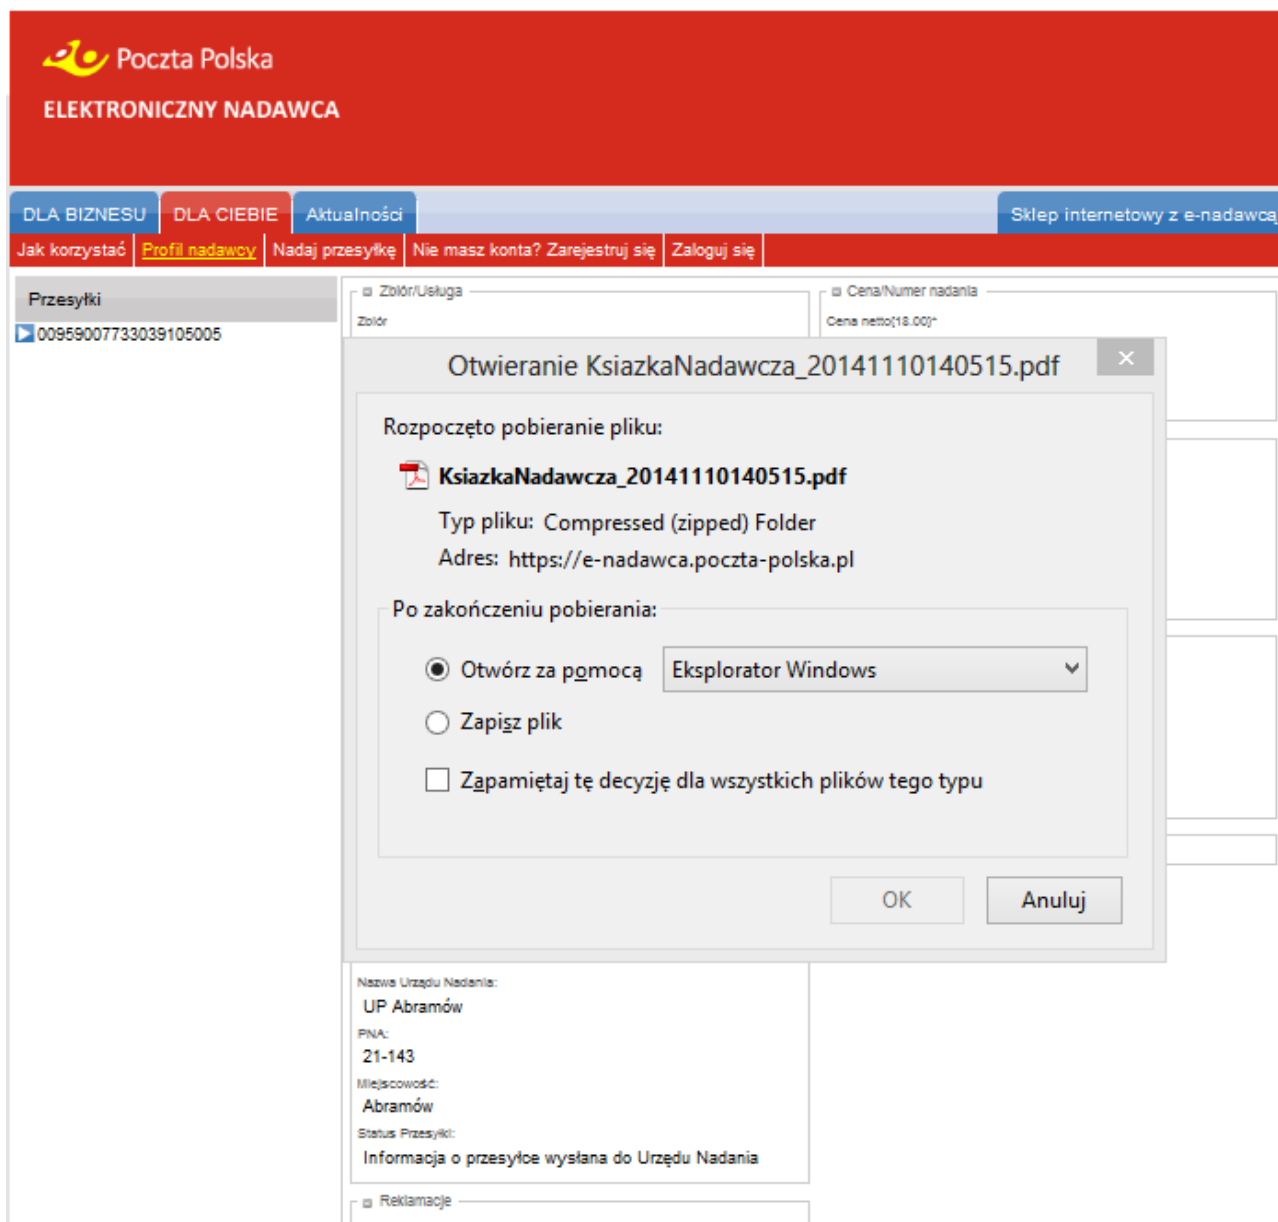 Poczta Polska
ELEKTRONICZNY NADAWCA
DLA BIZNESU DLA CIEBIE Aktualności Sklep internetowy z e-nadawcą
Jak korzystać Profil nadawcy Nadaj przesyłkę Nie masz konta? Zarejestruj się Zaloguj się
Przesyłki
00959007733039105005
Zbiór/Usługa
Zbiór
Cena/Numer nadania
Cena netto[18.00]*
Otwieranie KsiazkaNadawcza_20141110140515.pdf
Rozpoczęto pobieranie pliku:
KsiazkaNadawcza_20141110140515.pdf
Typ pliku: Compressed (zipped) Folder
Adres: https://e-nadawca.poczta-polska.pl
Po zakończeniu pobierania:
Otwórz za pomocą Eksplorator Windows
Zapisz plik
Zapamiętaj tę decyzję dla wszystkich plików tego typu
OK Anuluj
Nazwa Urzędu Nadania:
UP Abramów
PNA:
21-143
Miejscowość:
Abramów
Status Przesyłki:
Informacja o przesyłce wysłana do Urzędu Nadania
Reklamacje